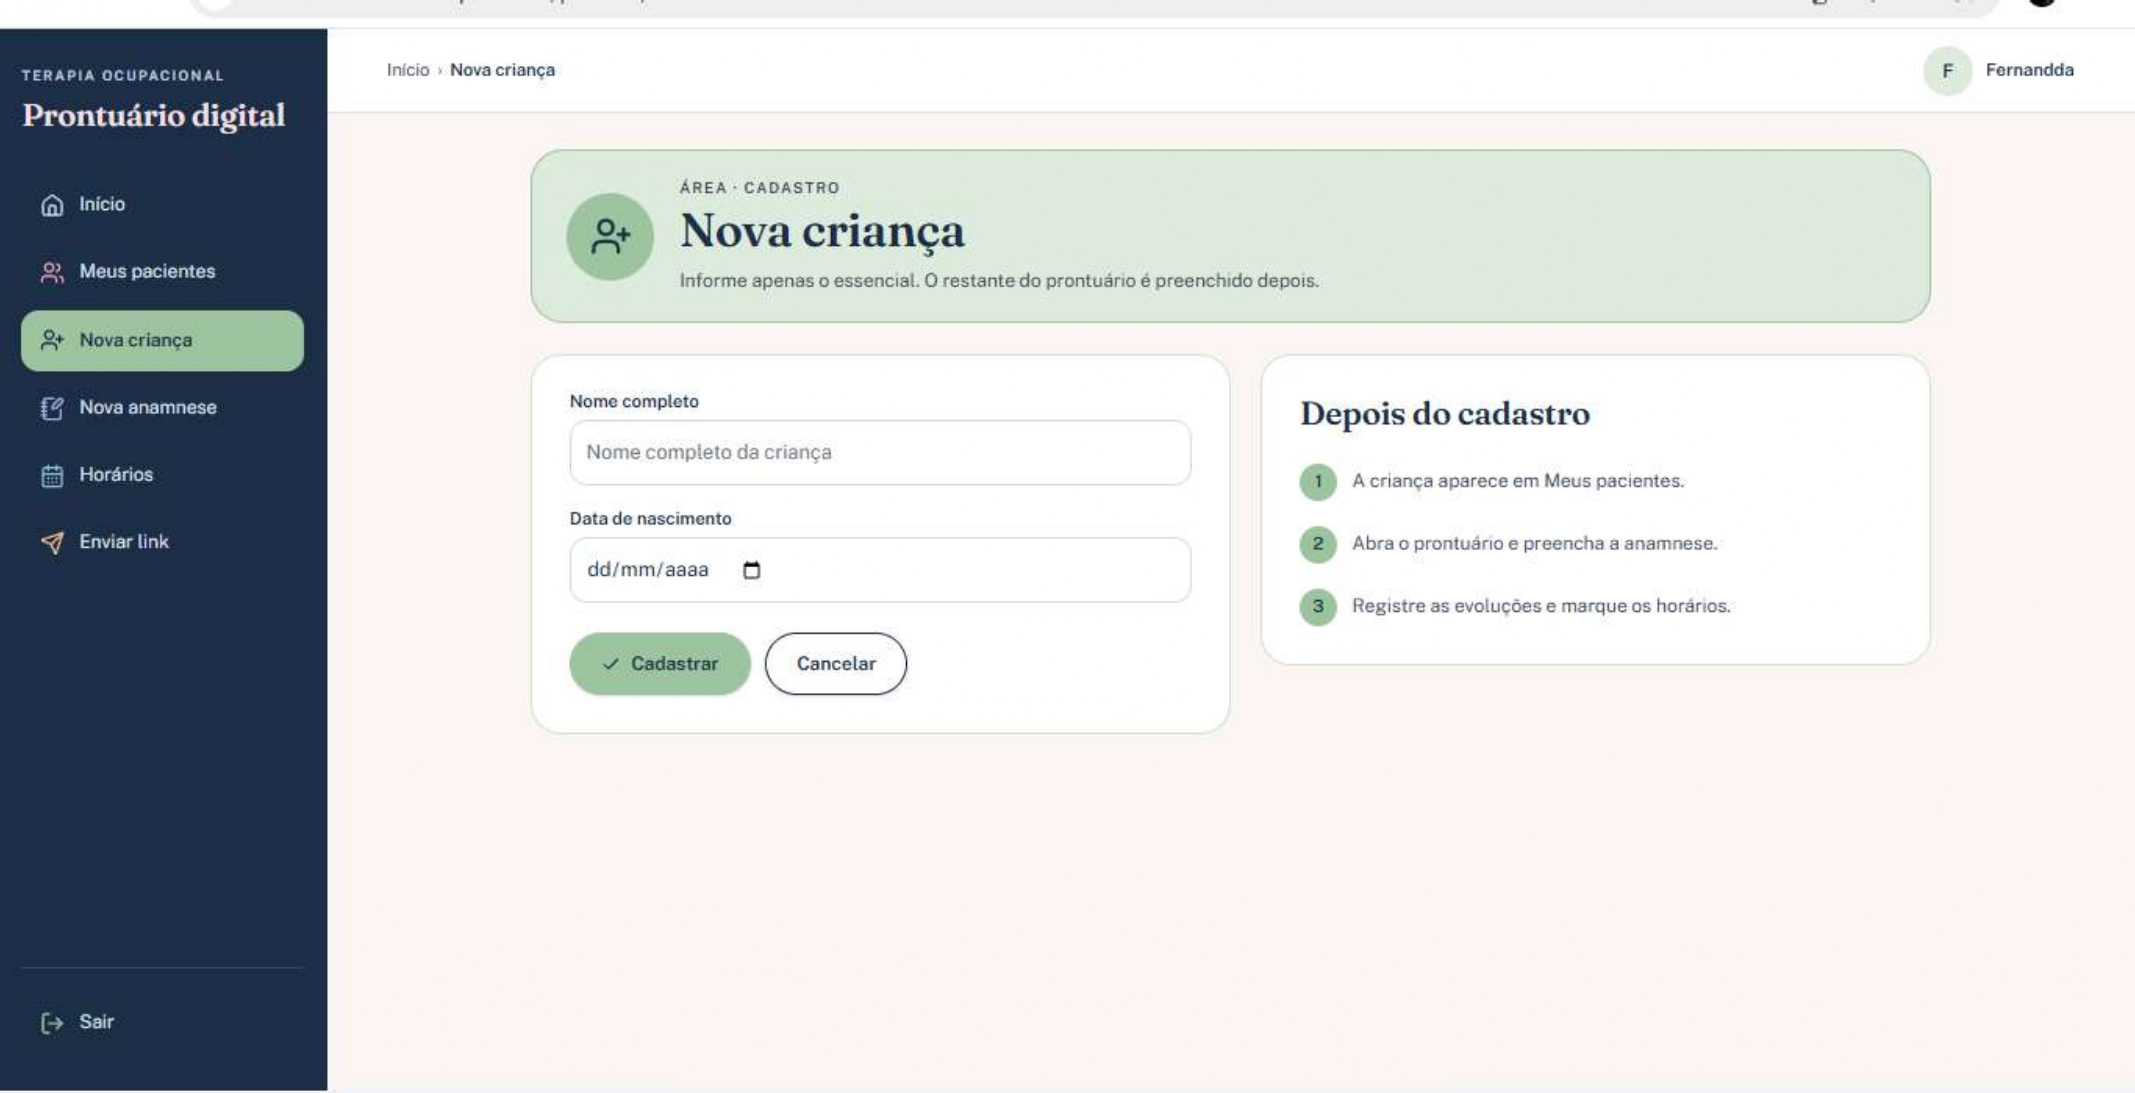 TERAPIA OCUPACIONAL
Prontuário digital
Início
Meus pacientes
Nova criança
Nova anamnese
Horários
Enviar link
Sair
Início › Nova criança
F Fernandda
ÁREA · CADASTRO
Nova criança
Informe apenas o essencial. O restante do prontuário é preenchido depois.
Nome completo
Nome completo da criança
Data de nascimento
dd/mm/aaaa
Cadastrar
Cancelar
Depois do cadastro
1 A criança aparece em Meus pacientes.
2 Abra o prontuário e preencha a anamnese.
3 Registre as evoluções e marque os horários.